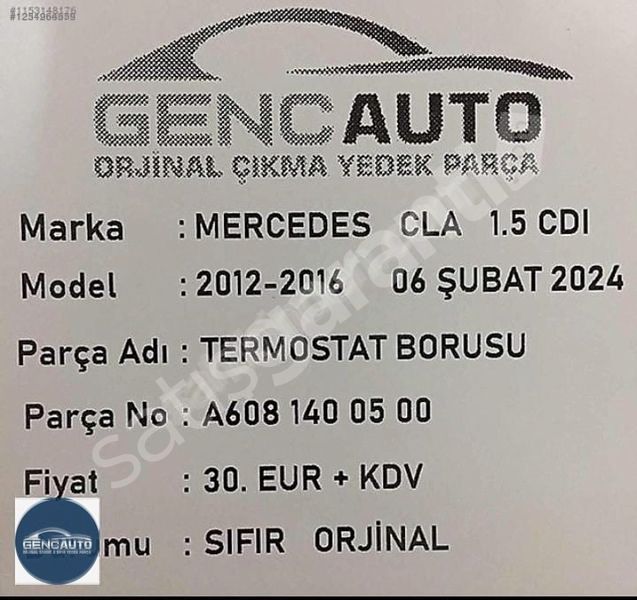 #1153148176
GENCAUTO
ORJİNAL ÇIKMA YEDEK PARÇA
Marka : MERCEDES CLA 1.5 CDI
Model : 2012-2016 06 ŞUBAT 2024
Parça Adı : TERMOSTAT BORUSU
Parça No : A608 140 05 00
Fiyat : 30. EUR + KDV
mu : SIFIR ORJİNAL
GENCAUTO